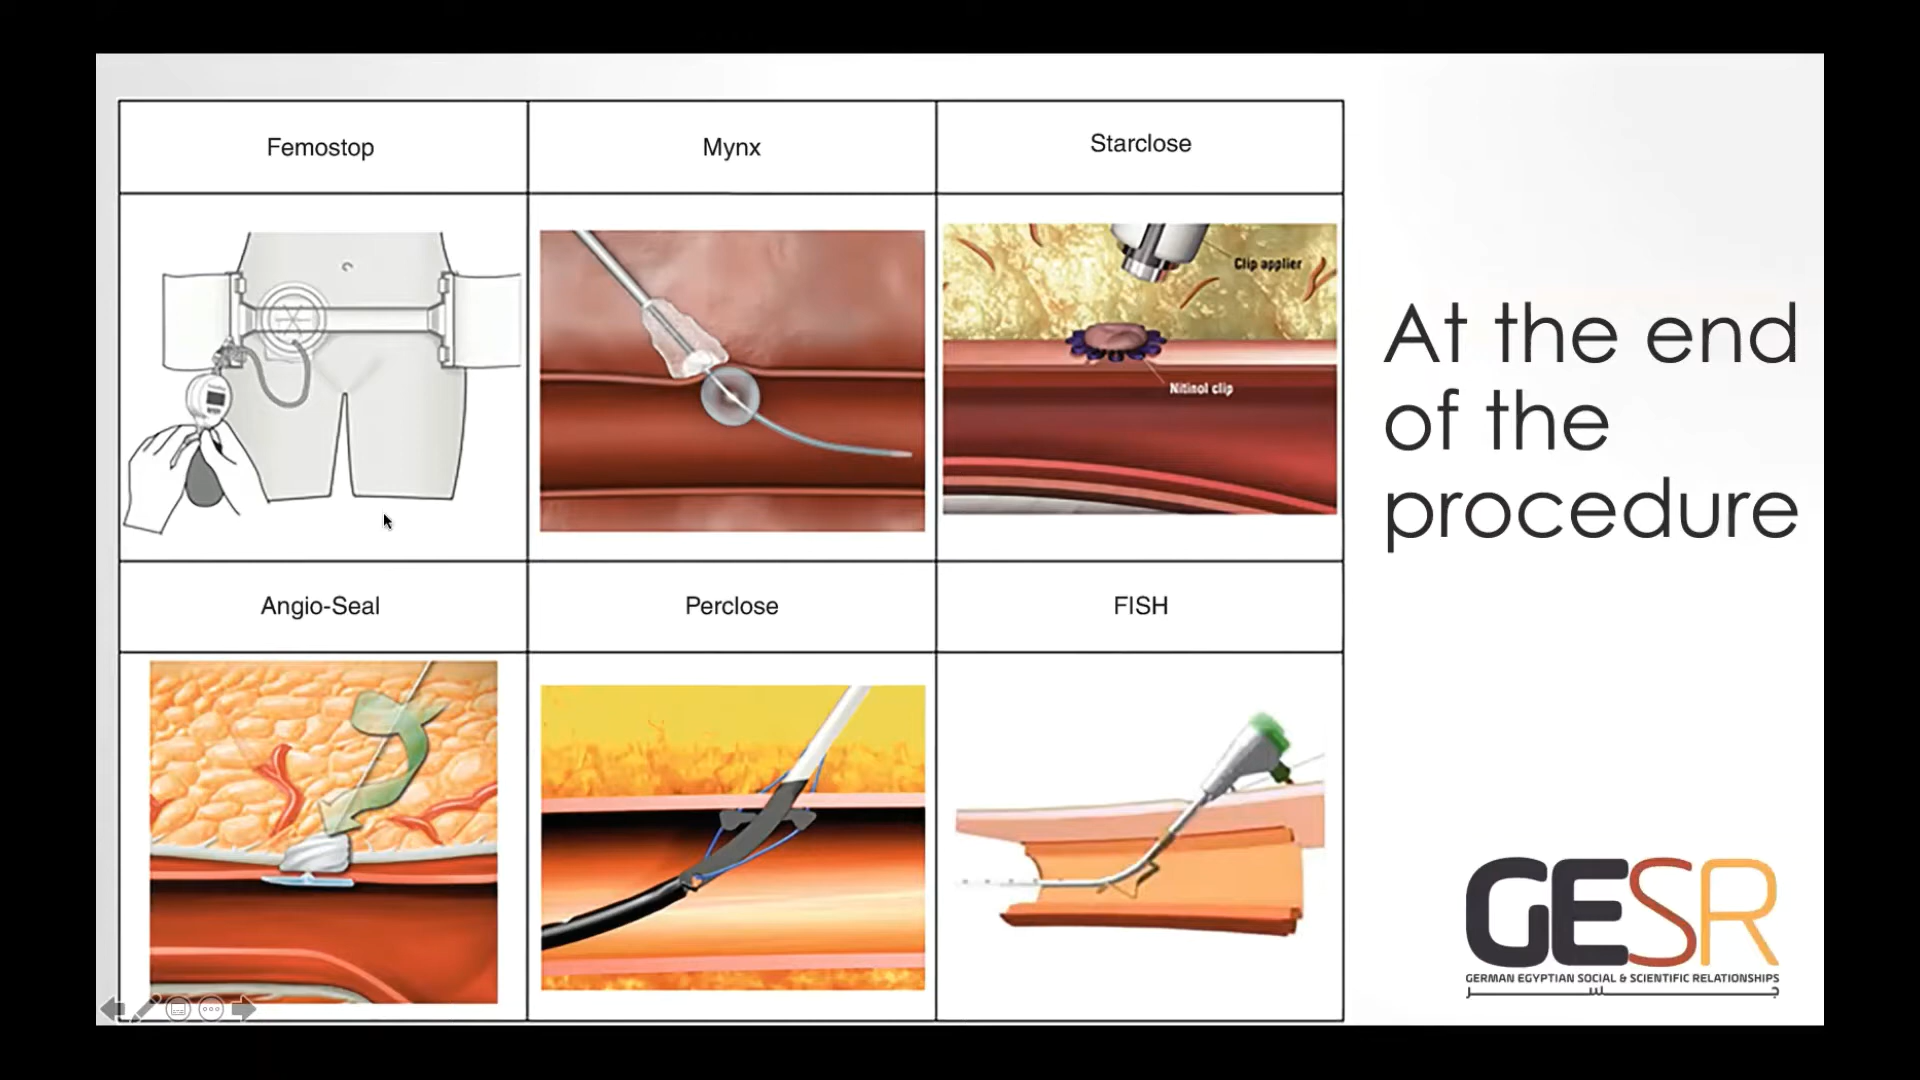 Femostop
Mynx
Starclose
Clip applier
Nitinol clip
Angio-Seal
Perclose
FISH
At the end
of the
procedure
GESR
GERMAN EGYPTIAN SOCIAL & SCIENTIFIC RELATIONSHIPS
جسر